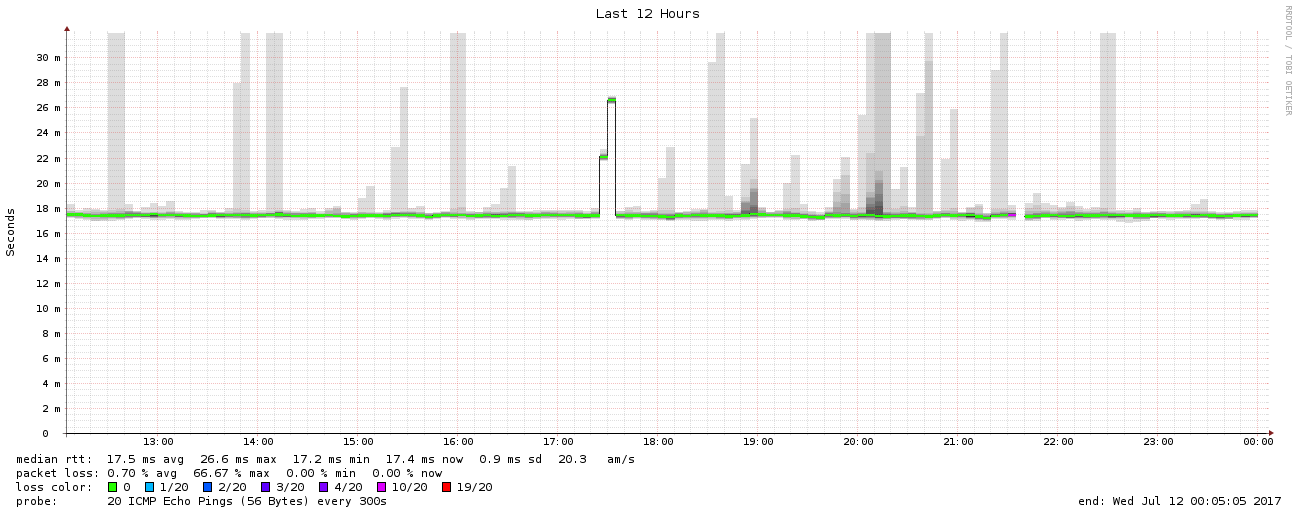 Last 12 Hours
RRDTOOL / TOBI OETIKER
Seconds
30 m
28 m
26 m
24 m
22 m
20 m
18 m
16 m
14 m
12 m
10 m
8 m
6 m
4 m
2 m
0
13:00 14:00 15:00 16:00 17:00 18:00 19:00 20:00 21:00 22:00 23:00 00:00
median rtt: 17.5 ms avg 26.6 ms max 17.2 ms min 17.4 ms now 0.9 ms sd 20.3 am/s
packet loss: 0.70 % avg 66.67 % max 0.00 % min 0.00 % now
loss color: 0 1/20 2/20 3/20 4/20 10/20 19/20
probe: 20 ICMP Echo Pings (56 Bytes) every 300s end: Wed Jul 12 00:05:05 2017